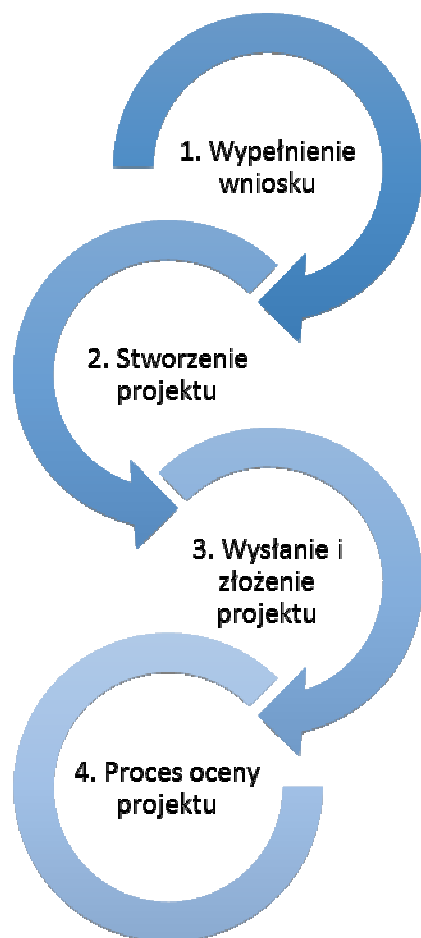 1. Wypełnienie
wniosku
2. Stworzenie
projektu
3. Wysłanie i
złożenie
projektu
4. Proces oceny
projektu